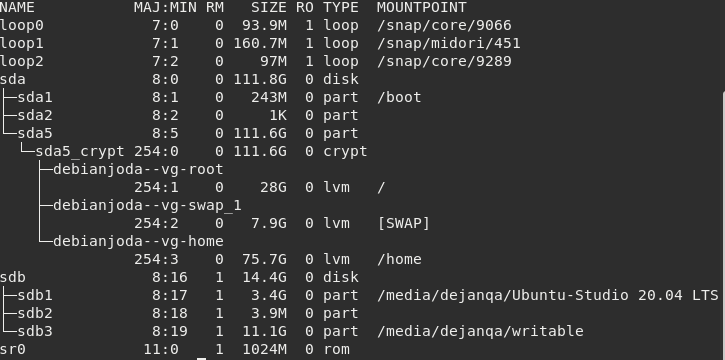 NAME MAJ:MIN RM SIZE RO TYPE MOUNTPOINT
loop0 7:0 0 93.9M 1 loop /snap/core/9066
loop1 7:1 0 160.7M 1 loop /snap/midori/451
loop2 7:2 0 97M 1 loop /snap/core/9289
sda 8:0 0 111.8G 0 disk
├─sda1 8:1 0 243M 0 part /boot
├─sda2 8:2 0 1K 0 part
└─sda5 8:5 0 111.6G 0 part
└─sda5_crypt 254:0 0 111.6G 0 crypt
├─debianjoda--vg-root
254:1 0 28G 0 lvm /
├─debianjoda--vg-swap_1
254:2 0 7.9G 0 lvm [SWAP]
└─debianjoda--vg-home
254:3 0 75.7G 0 lvm /home
sdb 8:16 1 14.4G 0 disk
├─sdb1 8:17 1 3.4G 0 part /media/dejanqa/Ubuntu-Studio 20.04 LTS
├─sdb2 8:18 1 3.9M 0 part
└─sdb3 8:19 1 11.1G 0 part /media/dejanqa/writable
sr0 11:0 1 1024M 0 rom